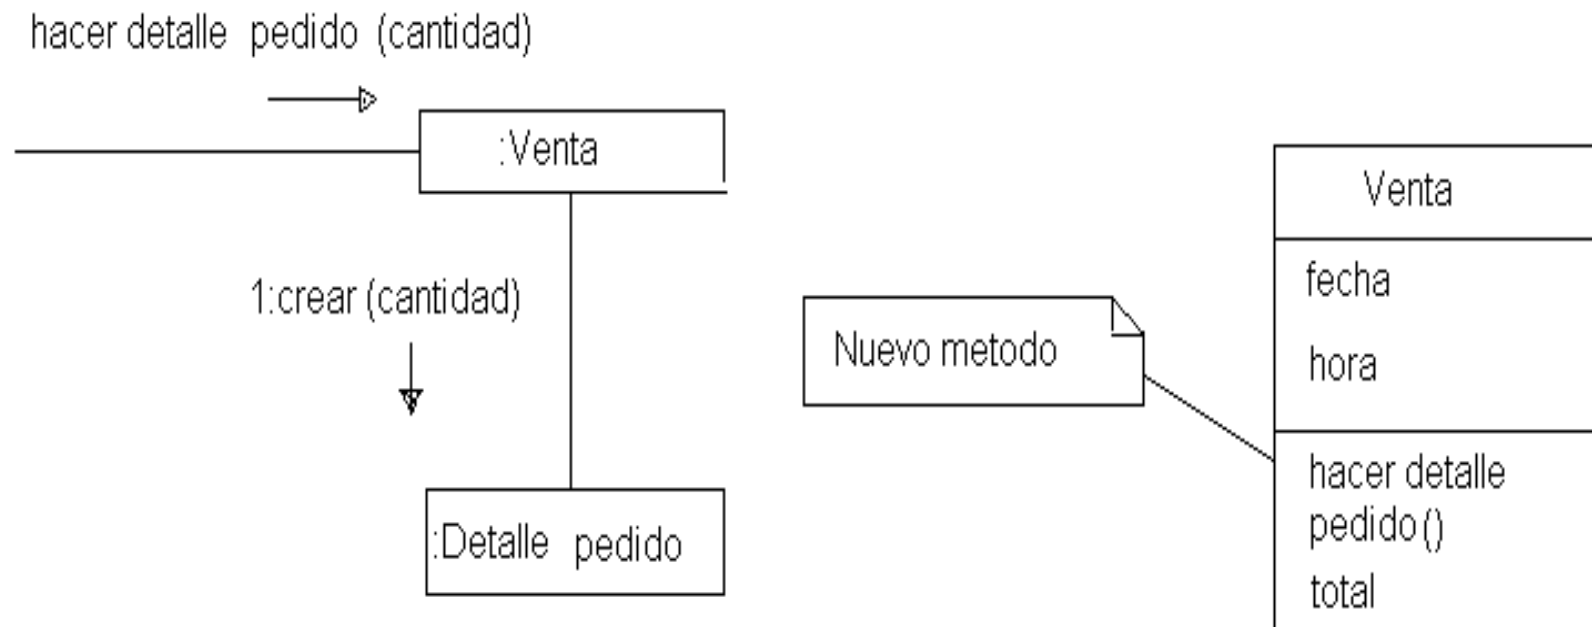 hacer detalle pedido (cantidad)
:Venta
1:crear (cantidad)
:Detalle pedido
Nuevo metodo
Venta
fecha
hora
hacer detalle
pedido()
total